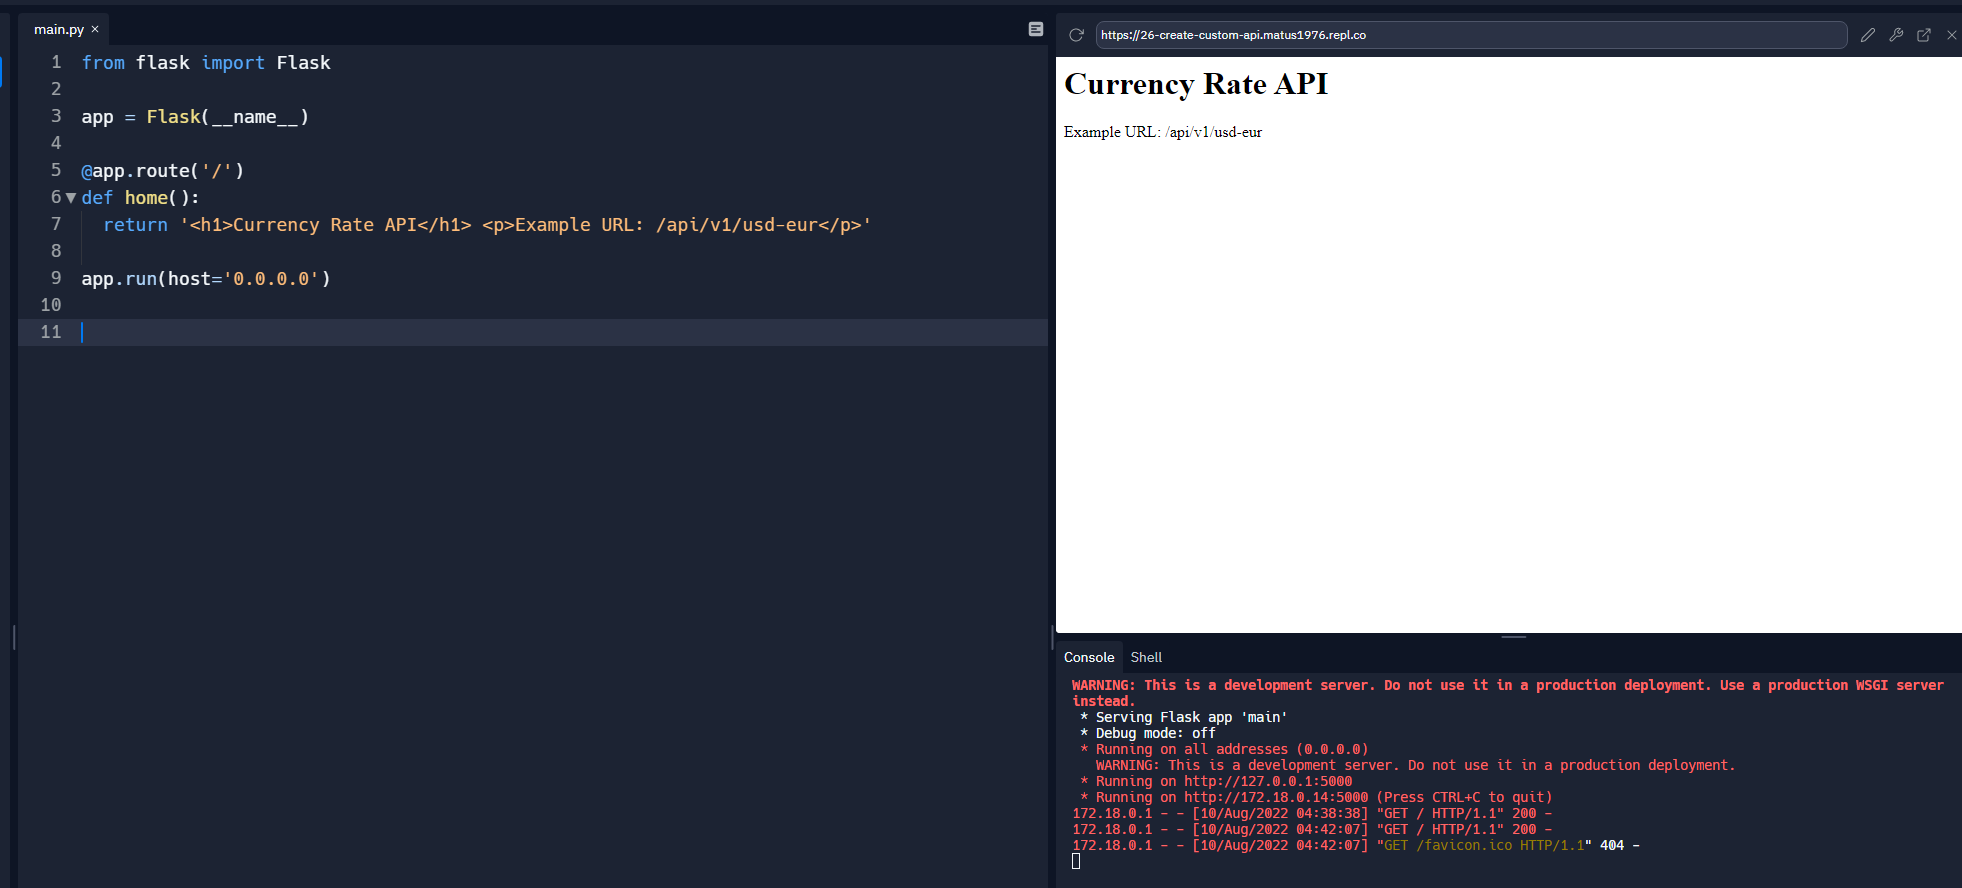 main.py ×
1 from flask import Flask
2
3 app = Flask(__name__)
4
5 @app.route('/')
6 def home():
7   return '<h1>Currency Rate API</h1> <p>Example URL: /api/v1/usd-eur</p>'
8
9 app.run(host='0.0.0.0')
10
11
https://26-create-custom-api.matus1976.repl.co
Currency Rate API
Example URL: /api/v1/usd-eur
Console Shell
WARNING: This is a development server. Do not use it in a production deployment. Use a production WSGI server
instead.
* Serving Flask app 'main'
* Debug mode: off
* Running on all addresses (0.0.0.0)
WARNING: This is a development server. Do not use it in a production deployment.
* Running on http://127.0.0.1:5000
* Running on http://172.18.0.14:5000 (Press CTRL+C to quit)
172.18.0.1 - - [10/Aug/2022 04:38:38] "GET / HTTP/1.1" 200 -
172.18.0.1 - - [10/Aug/2022 04:42:07] "GET / HTTP/1.1" 200 -
172.18.0.1 - - [10/Aug/2022 04:42:07] "GET /favicon.ico HTTP/1.1" 404 -